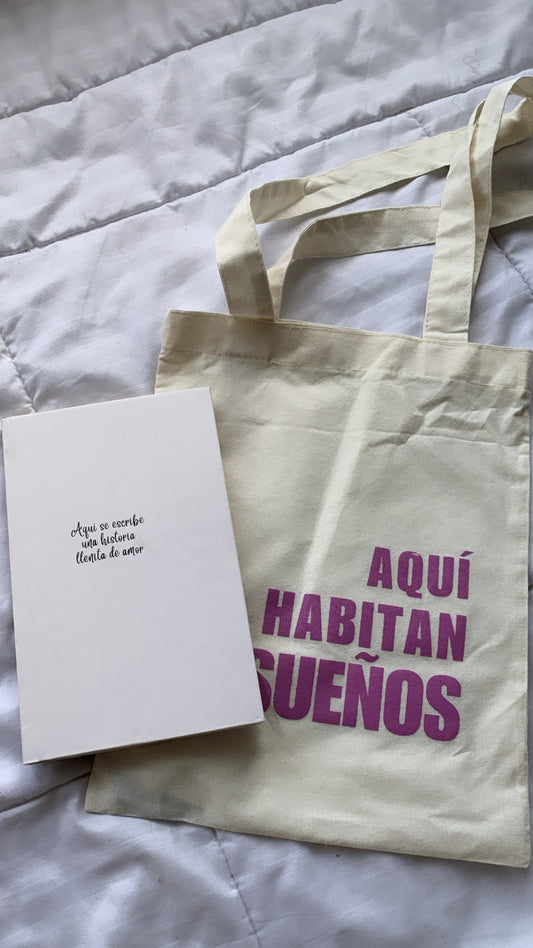 Aquí se escribe
una historia
llenita de amor
AQUÍ
HABITAN
SUEÑOS